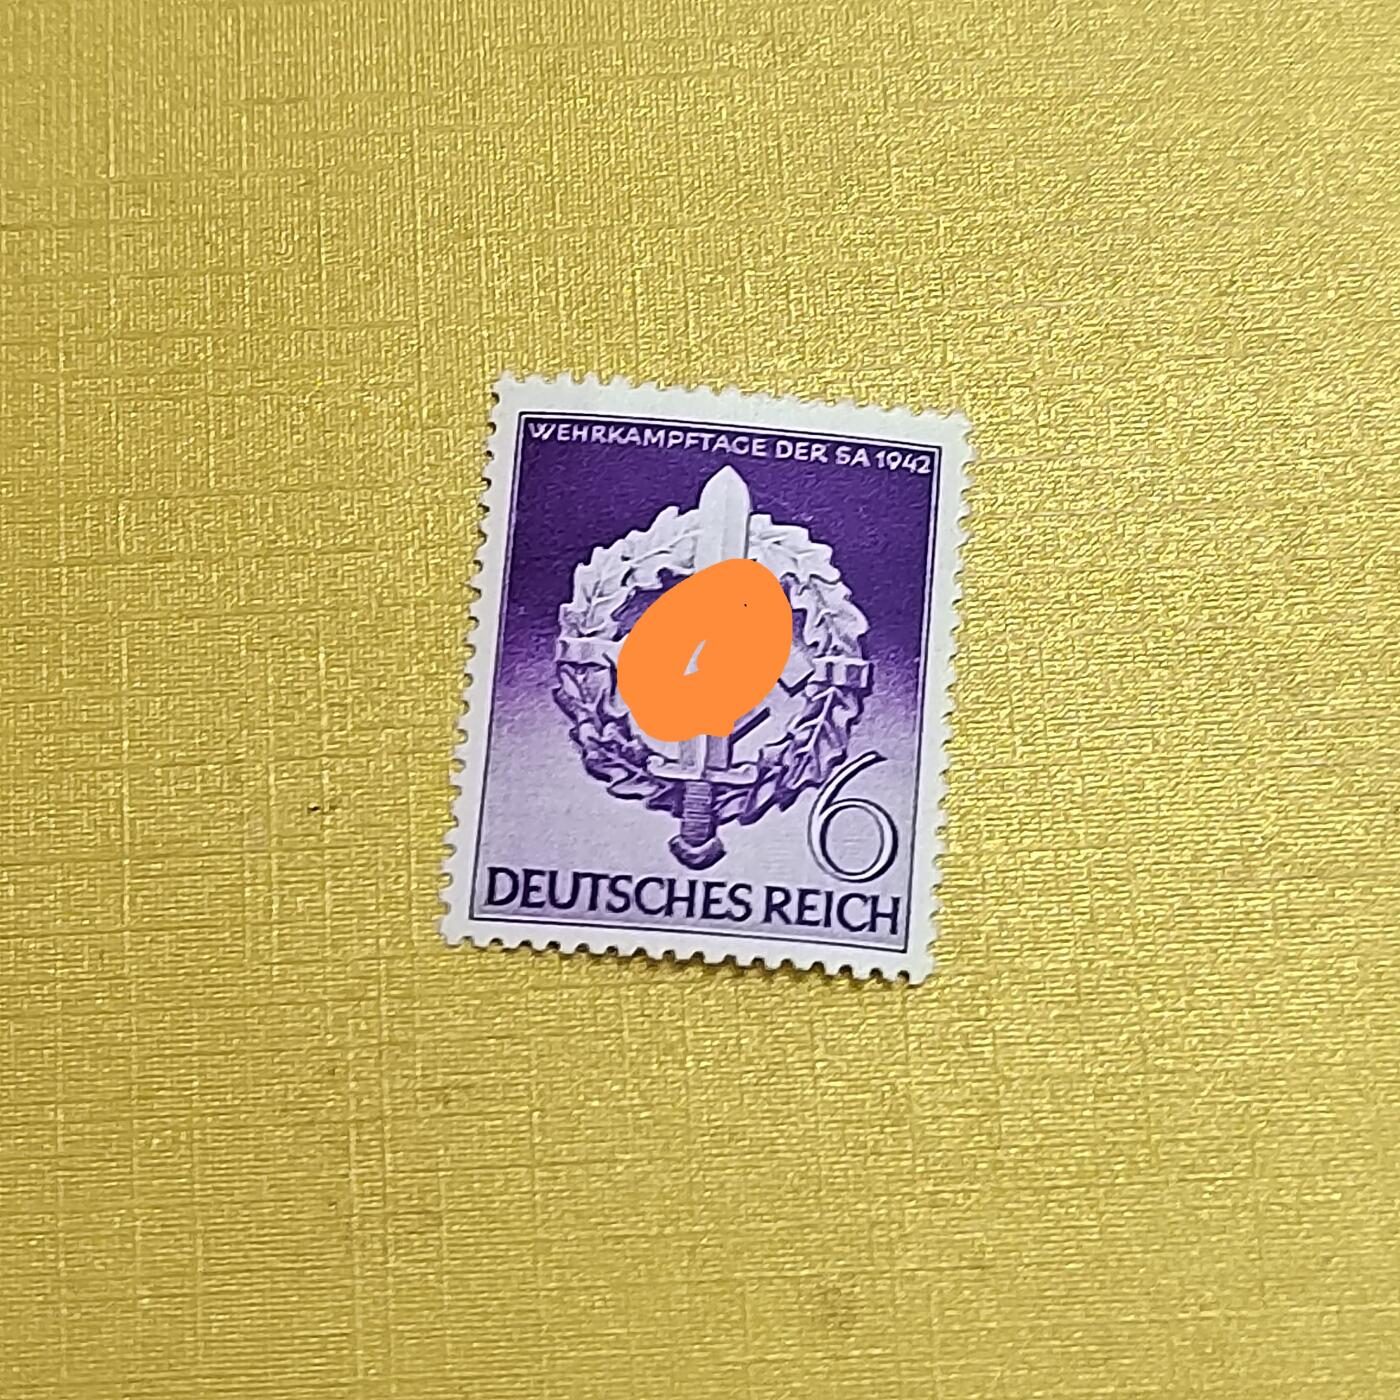 WEHRKAMPFTAGE DER SA 1942
6
DEUTSCHES REICH